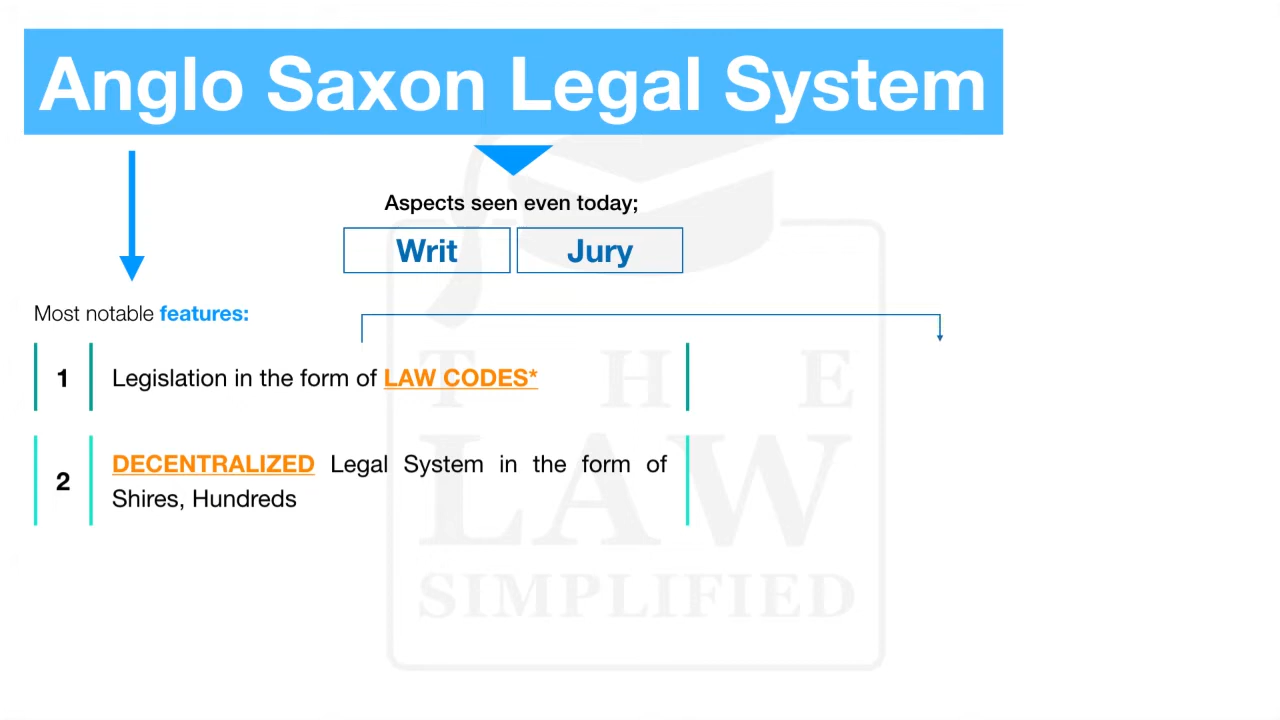 Anglo Saxon Legal System
Aspects seen even today;
Writ
Jury
Most notable features:
1
Legislation in the form of LAW CODES*
2
DECENTRALIZED Legal System in the form of
Shires, Hundreds
THE
LAW
SIMPLIFIED